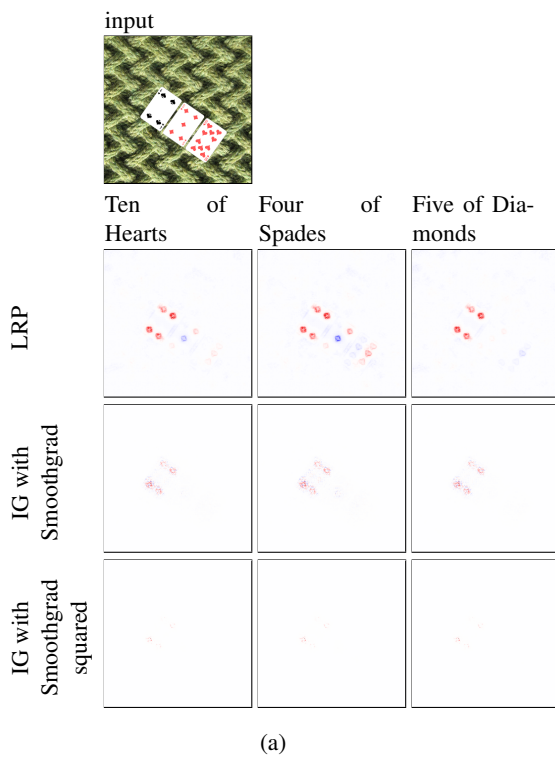 input
Ten of
Hearts
Four of
Spades
Five of Dia-
monds
LRP
IG with
Smoothgrad
IG with
Smoothgrad
squared
(a)